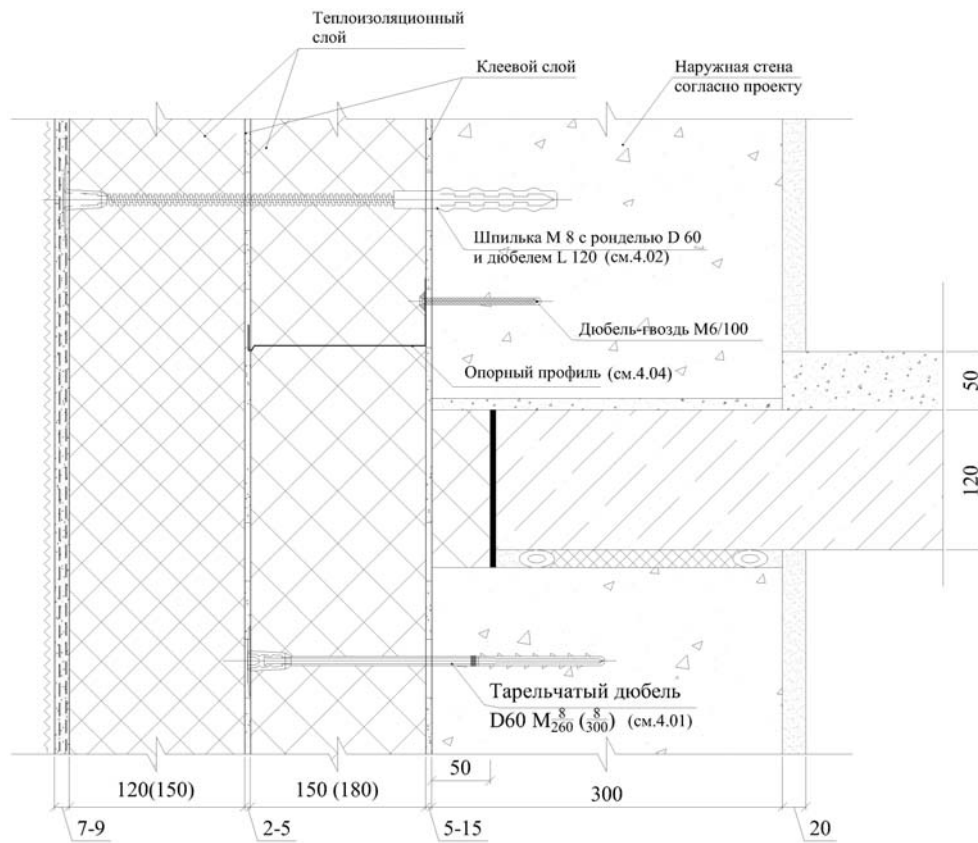 Теплоизоляционный
слой
Клеевой слой
Наружная стена
согласно проекту
Шпилька М 8 с ронделью D 60
и дюбелем L 120 (см.4.02)
Дюбель-гвоздь М6/100
Опорный профиль (см.4.04)
50
120
Тарельчатый дюбель
D60 М 8/260 (8/300) (см.4.01)
120(150)
150 (180)
50
300
7-9
2-5
5-15
20